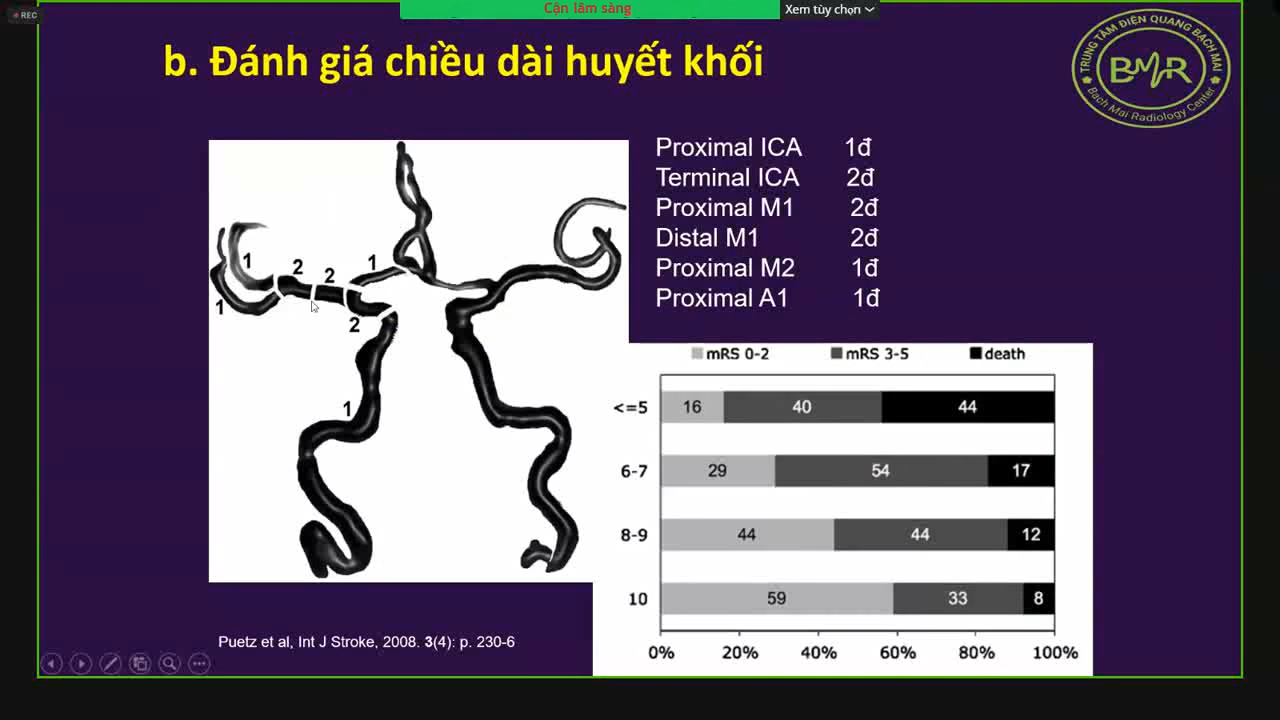 REC
Cận lâm sàng
Xem tùy chọn
b. Đánh giá chiều dài huyết khối
TRUNG TÂM ĐIỆN QUANG BẠCH MAI
BMR
Bach Mai Radiology Center
Proximal ICA 1đ
Terminal ICA 2đ
Proximal M1 2đ
Distal M1 2đ
Proximal M2 1đ
Proximal A1 1đ
1
2
2
1
1
2
1
mRS 0-2 mRS 3-5 death
<=5 16 40 44
6-7 29 54 17
8-9 44 44 12
10 59 33 8
0% 20% 40% 60% 80% 100%
Puetz et al, Int J Stroke, 2008. 3(4): p. 230-6